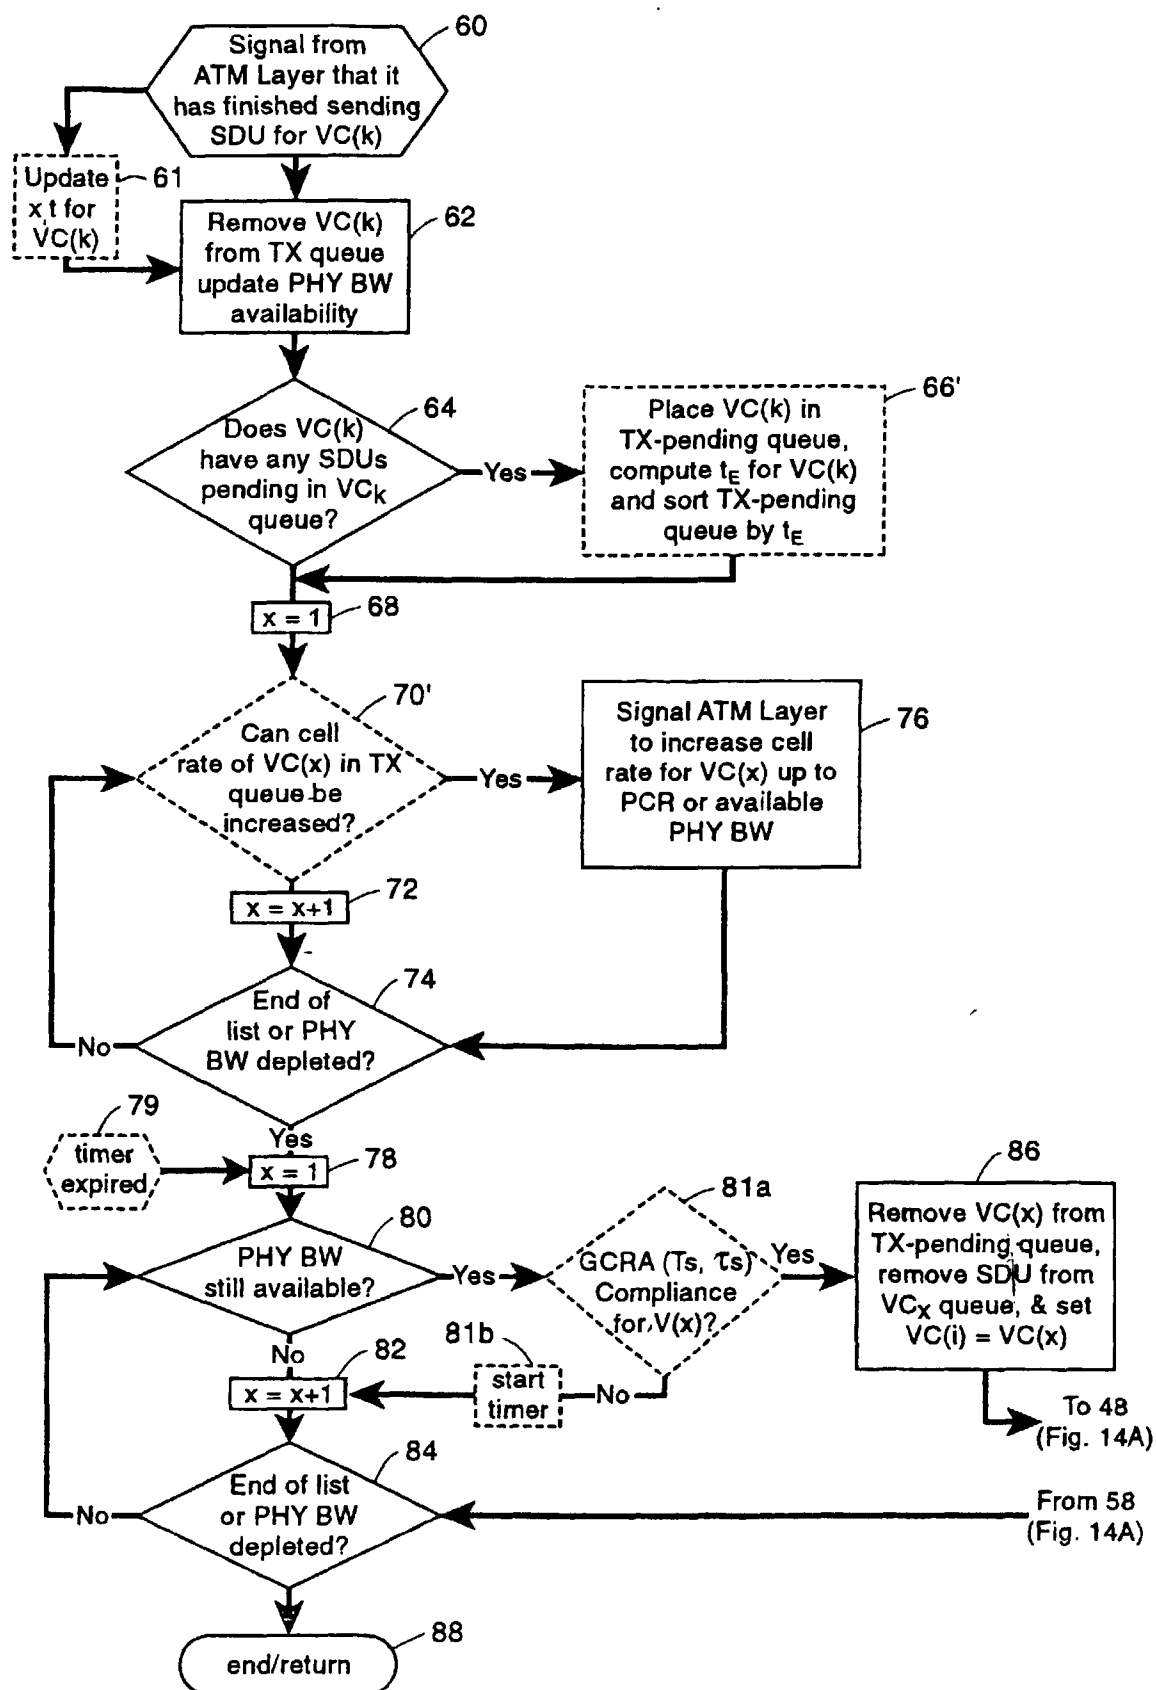 60
Signal from
ATM Layer that it
has finished sending
SDU for VC(k)
61
Update
x,t for
VC(k)
62
Remove VC(k)
from TX queue
update PHY BW
availability
64
Does VC(k)
have any SDUs
pending in VCk
queue?
Yes
66'
Place VC(k) in
TX-pending queue,
compute tE for VC(k)
and sort TX-pending
queue by tE
68
x = 1
70'
Can cell
rate of VC(x) in TX
queue be
increased?
Yes
76
Signal ATM Layer
to increase cell
rate for VC(x) up to
PCR or available
PHY BW
72
x = x+1
74
End of
list or PHY
BW depleted?
No
Yes
79
timer
expired
78
x = 1
80
PHY BW
still available?
Yes
No
81a
GCRA (Ts, τs)
Compliance
for V(x)?
Yes
No
86
Remove VC(x) from
TX-pending queue,
remove SDU from
VCx queue, & set
VC(i) = VC(x)
To 48
(Fig. 14A)
81b
start
timer
82
x = x+1
84
End of list
or PHY BW
depleted?
No
From 58
(Fig. 14A)
88
end/return